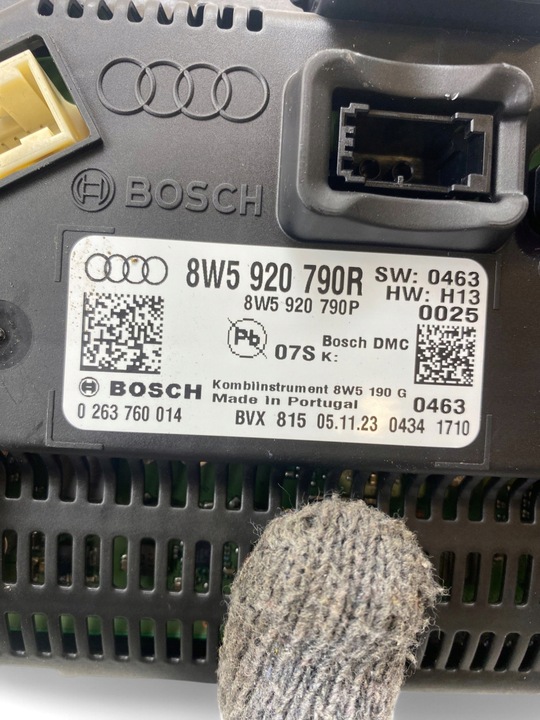 BOSCH
8W5 920 790R SW: 0463
8W5 920 790P HW: H13
0025
Pb 07S Bosch DMC
K:
BOSCH Kombiinstrument 8W5 190 G
Made In Portugal 0463
0 263 760 014 BVX 815 05.11.23 0434 1710